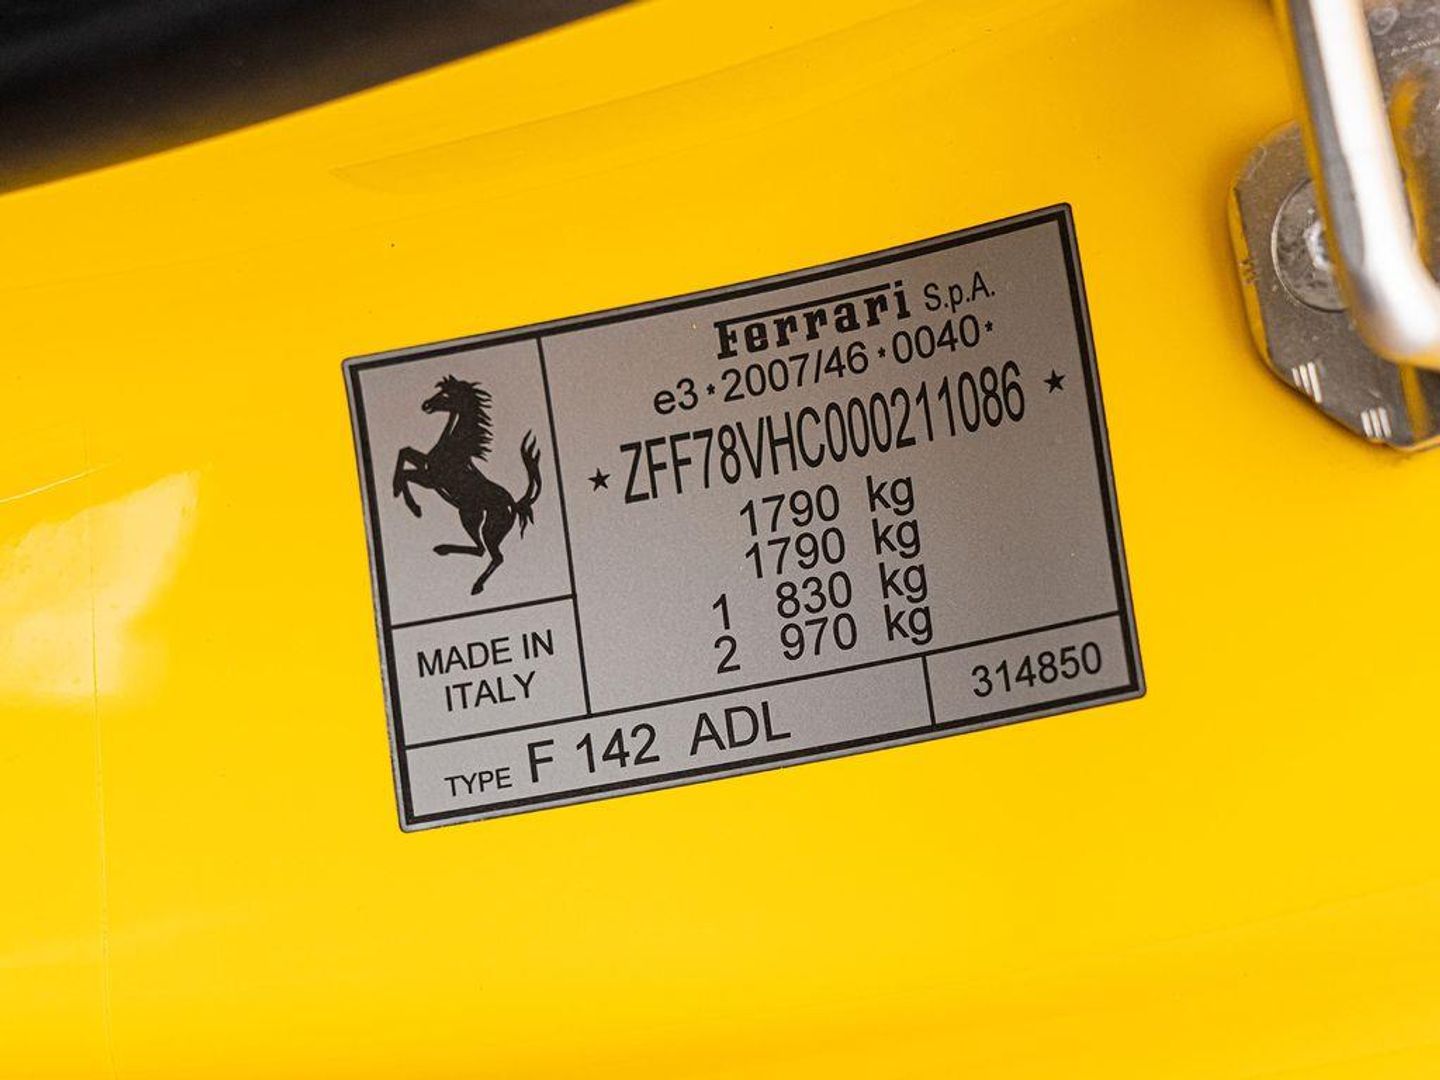 Ferrari S.p.A.
e3*2007/46*0040*
★ ZFF78VHC000211086 ★
1790 kg
1790 kg
1 830 kg
2 970 kg
MADE IN
ITALY
TYPE F 142 ADL
314850